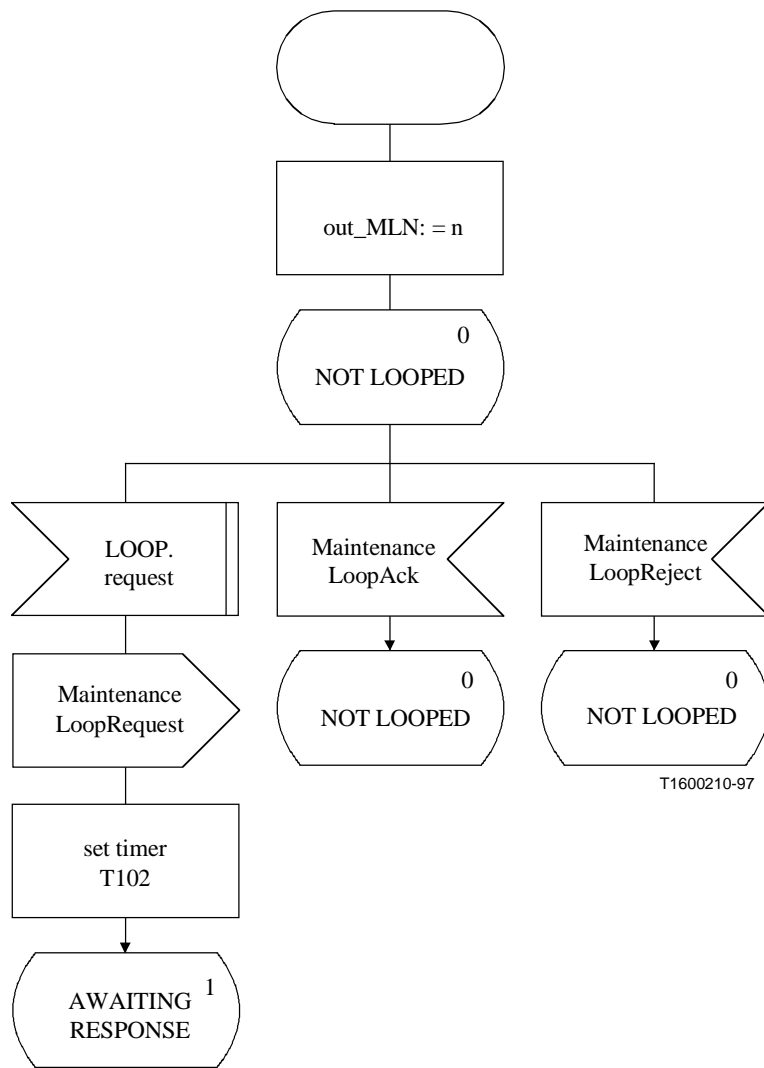 out_MLN: = n
0
NOT LOOPED
LOOP.
request
Maintenance
LoopAck
Maintenance
LoopReject
Maintenance
LoopRequest
0
NOT LOOPED
0
NOT LOOPED
T1600210-97
set timer
T102
1
AWAITING
RESPONSE